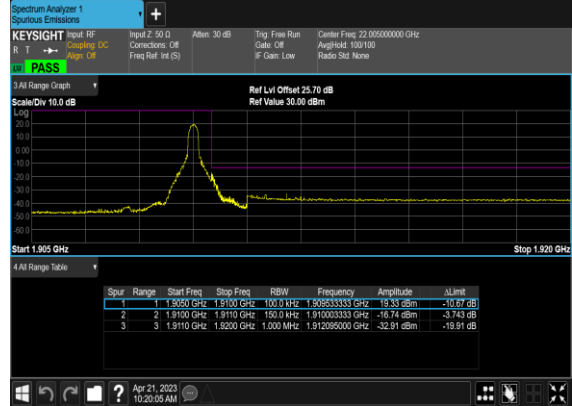 Spectrum Analyzer 1
Spurious Emissions
KEYSIGHT Input: RF Input Z: 50 Ω Atten: 30 dB Trig: Free Run Center Freq: 22.005000000 GHz
R T Coupling: DC Corrections: Off Gate: Off Avg|Hold: 100/100
Align: Off Freq Ref: Int (S) IF Gain: Low Radio Std: None
LW PASS
3 All Range Graph
Ref Lvl Offset 25.70 dB
Scale/Div 10.0 dB Ref Value 30.00 dBm
Log
20.0
10.0
0.00
-10.0
-20.0
-30.0
-40.0
-50.0
-60.0
Start 1.905 GHz Stop 1.920 GHz
4 All Range Table
Spur Range Start Freq Stop Freq RBW Frequency Amplitude ΔLimit
1 1 1.9050 GHz 1.9100 GHz 100.0 kHz 1.909533333 GHz 19.33 dBm -10.67 dB
2 2 1.9100 GHz 1.9110 GHz 150.0 kHz 1.910003333 GHz -16.74 dBm -3.743 dB
3 3 1.9110 GHz 1.9200 GHz 1.000 MHz 1.912095000 GHz -32.91 dBm -19.91 dB
? Apr 21, 2023
10:20:05 AM